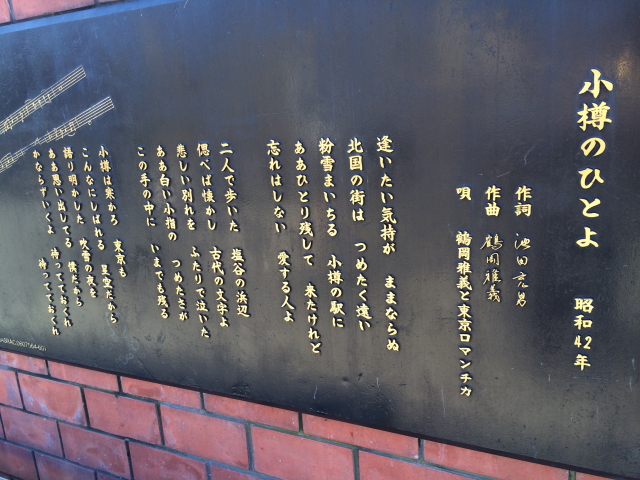 小樽のひとよ　昭和42年
作詞　池田充男
作曲　鶴岡雅義
唄　鶴岡雅義と東京ロマンチカ
逢いたい気持が　ままならぬ
北国の街は　つめたく遠い
粉雪まいちる　小樽の駅に
ああひとり残して　来たけれど
忘れはしない　愛する人よ
二人で歩いた　塩谷の浜辺
偲べば懐かし　古代の文字よ
悲しい別れを　ふたりで泣いた
ああ白い小指の　つめたさが
この手の中に　いまでも残る
小樽は寒かろ　東京も
こんなにしばれる　星空だから
語り明かした　吹雪の夜を
ああ思い出してる　僕だから
かならずいくよ　待ってておくれ
待ってておくれ